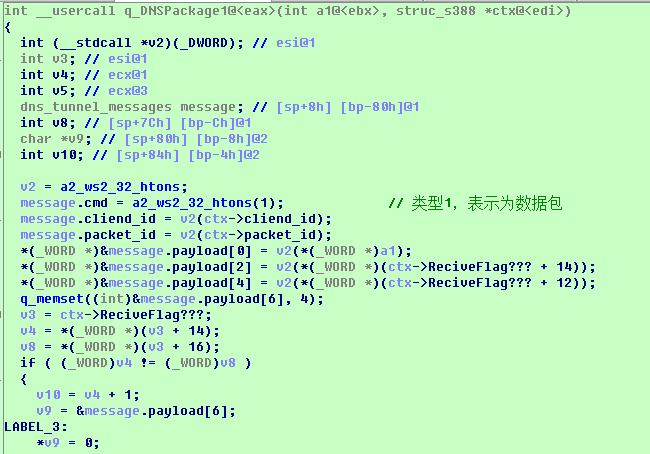 int __usercall q_DNSPackage1@<eax>(int a1@<ebx>, struc_s388 *ctx@<edi>)
{
int (__stdcall *v2)(_DWORD); // esi@1
int v3; // esi@1
int v4; // ecx@1
int v5; // ecx@3
dns_tunnel_messages message; // [sp+8h] [bp-80h]@1
int v8; // [sp+7Ch] [bp-Ch]@1
char *v9; // [sp+80h] [bp-8h]@2
int v10; // [sp+84h] [bp-4h]@2
v2 = a2_ws2_32_htons;
message.cmd = a2_ws2_32_htons(1); // 类型1，表示为数据包
message.cliend_id = v2(ctx->cliend_id);
message.packet_id = v2(ctx->packet_id);
*(_WORD *)&message.payload[0] = v2(*(_DWORD *)a1);
*(_WORD *)&message.payload[2] = v2(*(_DWORD *)(ctx->ReciveFlag??? + 14));
*(_WORD *)&message.payload[4] = v2(*(_DWORD *)(ctx->ReciveFlag??? + 12));
q_memset((int)&message.payload[6], 4);
v3 = ctx->ReciveFlag???;
v4 = *(_WORD *)(v3 + 14);
v8 = *(_WORD *)(v3 + 16);
if ( (_WORD)v4 != (_WORD)v8 )
{
v10 = v4 + 1;
v9 = &message.payload[6];
LABEL_3:
*v9 = 0;